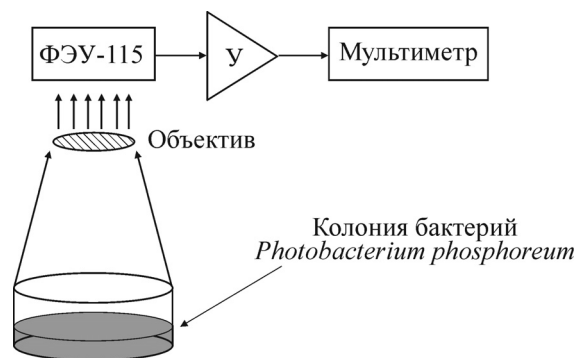 ФЭУ-115
У
Мультиметр
Объектив
Колония бактерий
Photobacterium phosphoreum